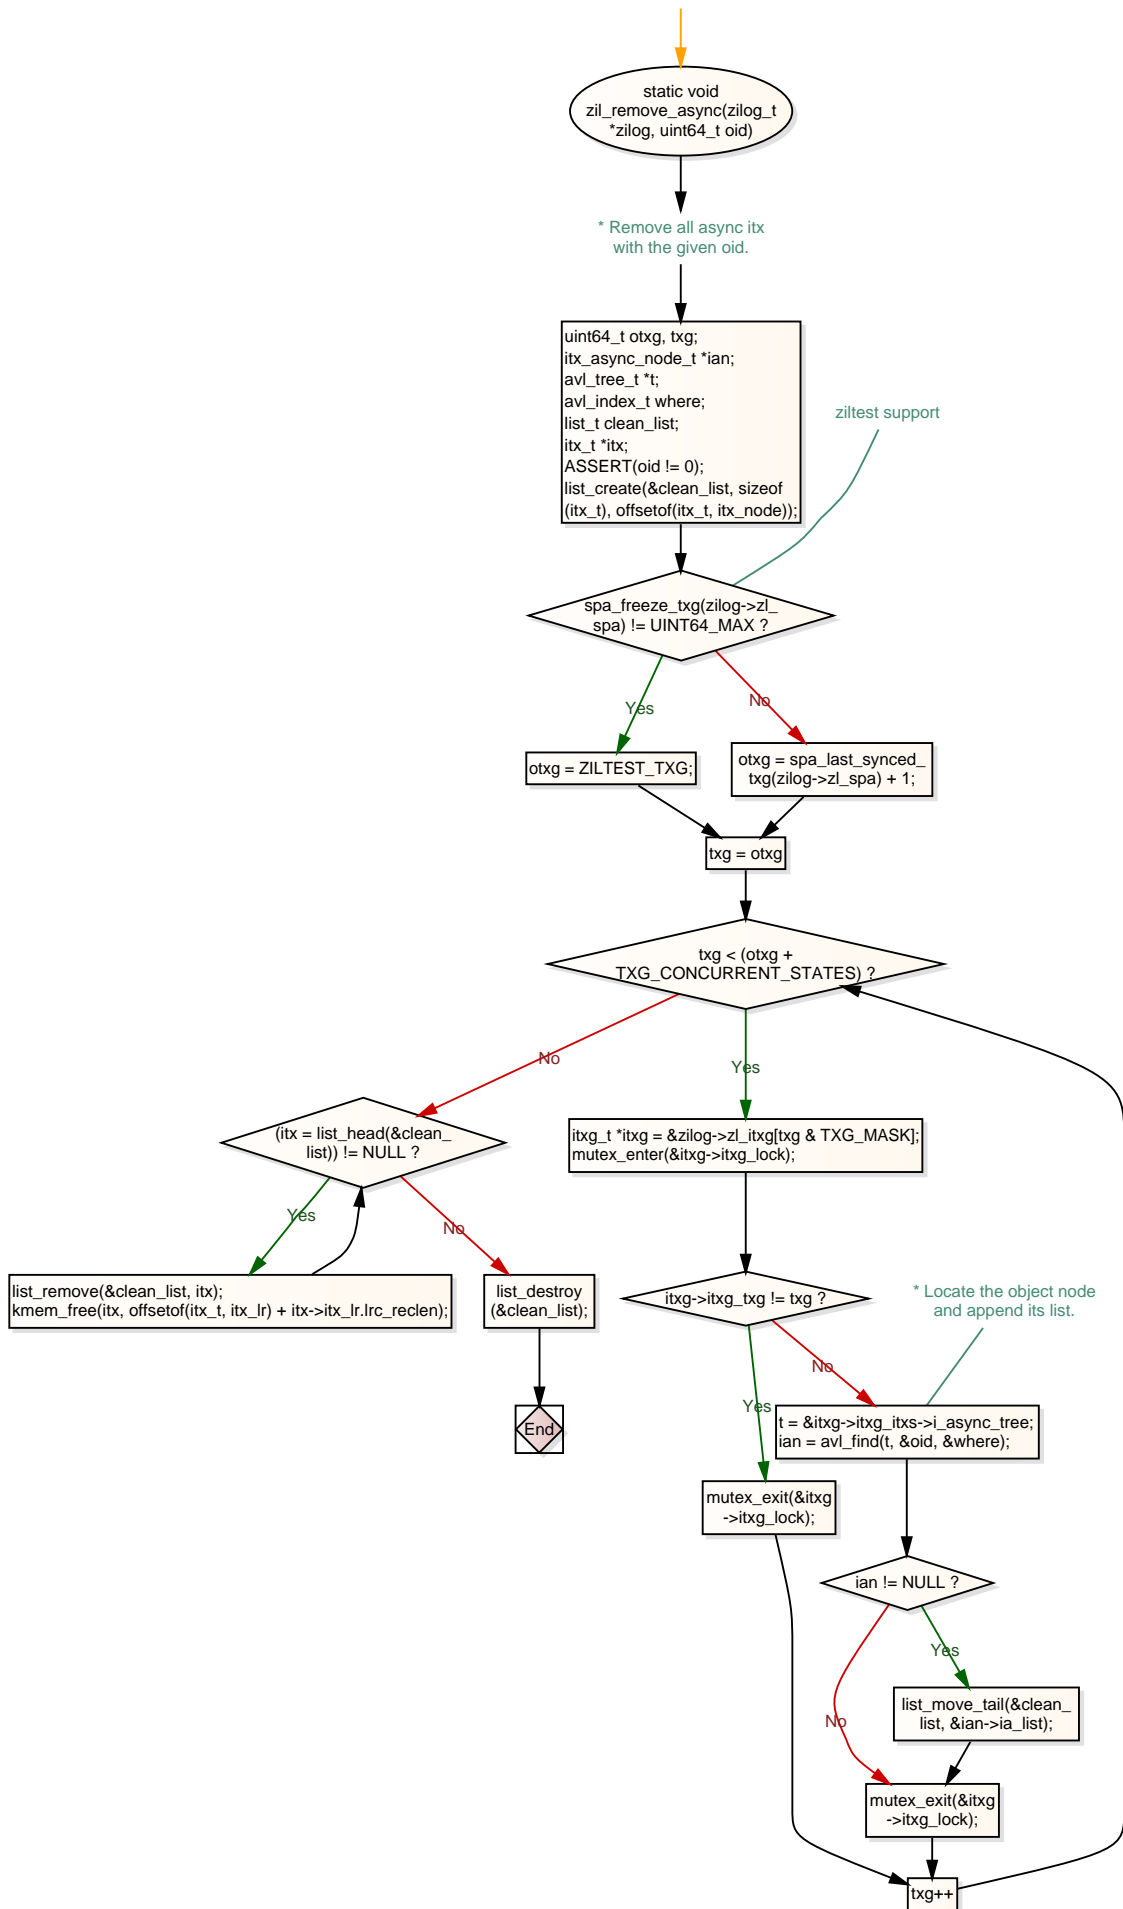 static void
zil_remove_async(zilog_t
*zilog, uint64_t oid)
* Remove all async itx
with the given oid.
uint64_t otxg, txg;
itx_async_node_t *ian;
avl_tree_t *t;
avl_index_t where;
list_t clean_list;
itx_t *itx;
ASSERT(oid != 0);
list_create(&clean_list, sizeof
(itx_t), offsetof(itx_t, itx_node));
ziltest support
spa_freeze_txg(zilog->zl_
spa) != UINT64_MAX ?
Yes
No
otxg = ZILTEST_TXG;
otxg = spa_last_synced_
txg(zilog->zl_spa) + 1;
txg = otxg
txg < (otxg +
TXG_CONCURRENT_STATES) ?
No
Yes
(itx = list_head(&clean_
list)) != NULL ?
itxg_t *itxg = &zilog->zl_itxg[txg & TXG_MASK];
mutex_enter(&itxg->itxg_lock);
Yes
No
list_remove(&clean_list, itx);
kmem_free(itx, offsetof(itx_t, itx_lr) + itx->itx_lr.lrc_reclen);
list_destroy
(&clean_list);
itxg->itxg_txg != txg ?
* Locate the object node
and append its list.
No
Yes
End
t = &itxg->itxg_itxs->i_async_tree;
ian = avl_find(t, &oid, &where);
mutex_exit(&itxg
->itxg_lock);
ian != NULL ?
Yes
No
list_move_tail(&clean_
list, &ian->ia_list);
mutex_exit(&itxg
->itxg_lock);
txg++